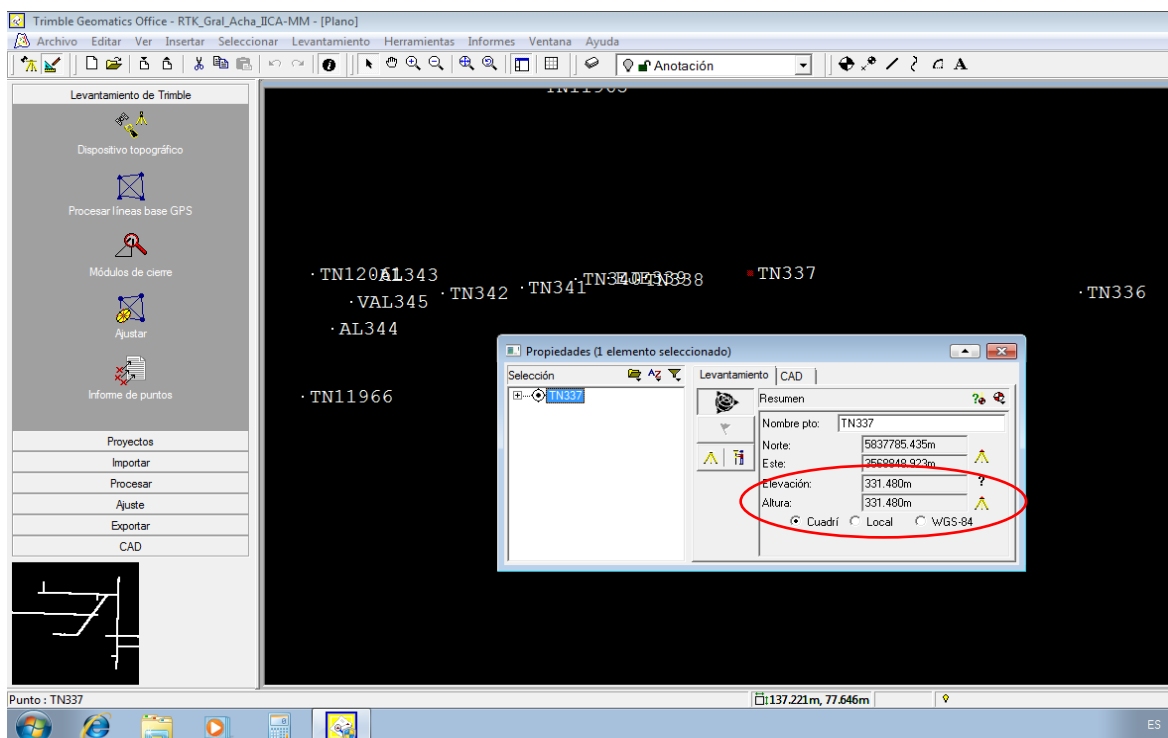 Trimble Geomatics Office - RTK_Gral_Acha_IICA-MM - [Plano]
Archivo Editar Ver Insertar Seleccionar Levantamiento Herramientas Informes Ventana Ayuda
Anotación
A
Levantamiento de Trimble
Dispositivo topográfico
Procesar líneas base GPS
Módulos de cierre
Ajustar
Informe de puntos
Proyectos
Importar
Procesar
Ajuste
Exportar
CAD
TN337
TN336
AL343
TN342
TN341
VAL345
AL344
TN11966
Propiedades (1 elemento seleccionado)
Selección
TN337
Levantamiento CAD
Resumen
Nombre pto: TN337
Norte: 5837785.435m
Este: 3568848.923m
Elevación: 331.480m ?
Altura: 331.480m
Cuadrí Local WGS-84
Punto : TN337
137.221m, 77.646m
ES